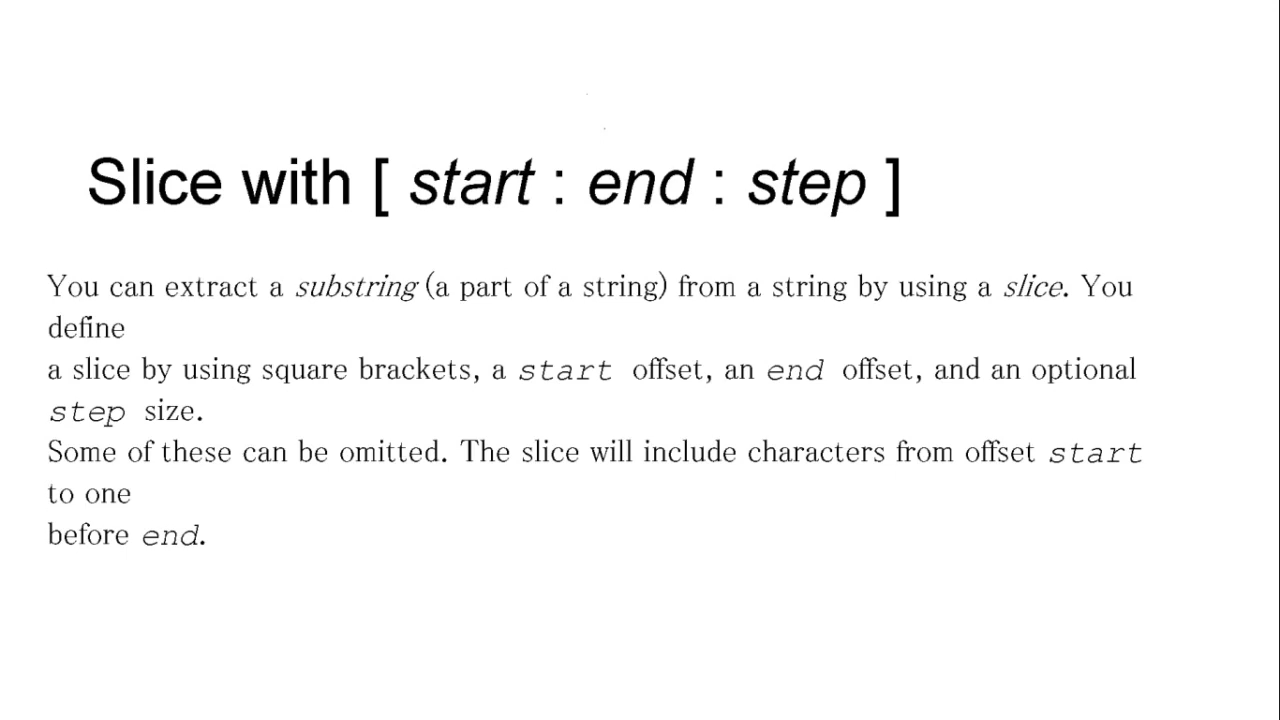 Slice with [ start : end : step ]
You can extract a substring (a part of a string) from a string by using a slice. You
define
a slice by using square brackets, a start offset, an end offset, and an optional
step size.
Some of these can be omitted. The slice will include characters from offset start
to one
before end.